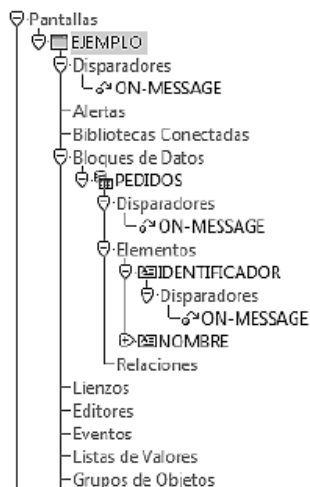 Pantallas
EJEMPLO
Disparadores
ON-MESSAGE
Alertas
Bibliotecas Conectadas
Bloques de Datos
PEDIDOS
Disparadores
ON-MESSAGE
Elementos
IDENTIFICADOR
Disparadores
ON-MESSAGE
NOMBRE
Relaciones
Lienzos
Editores
Eventos
Listas de Valores
Grupos de Objetos